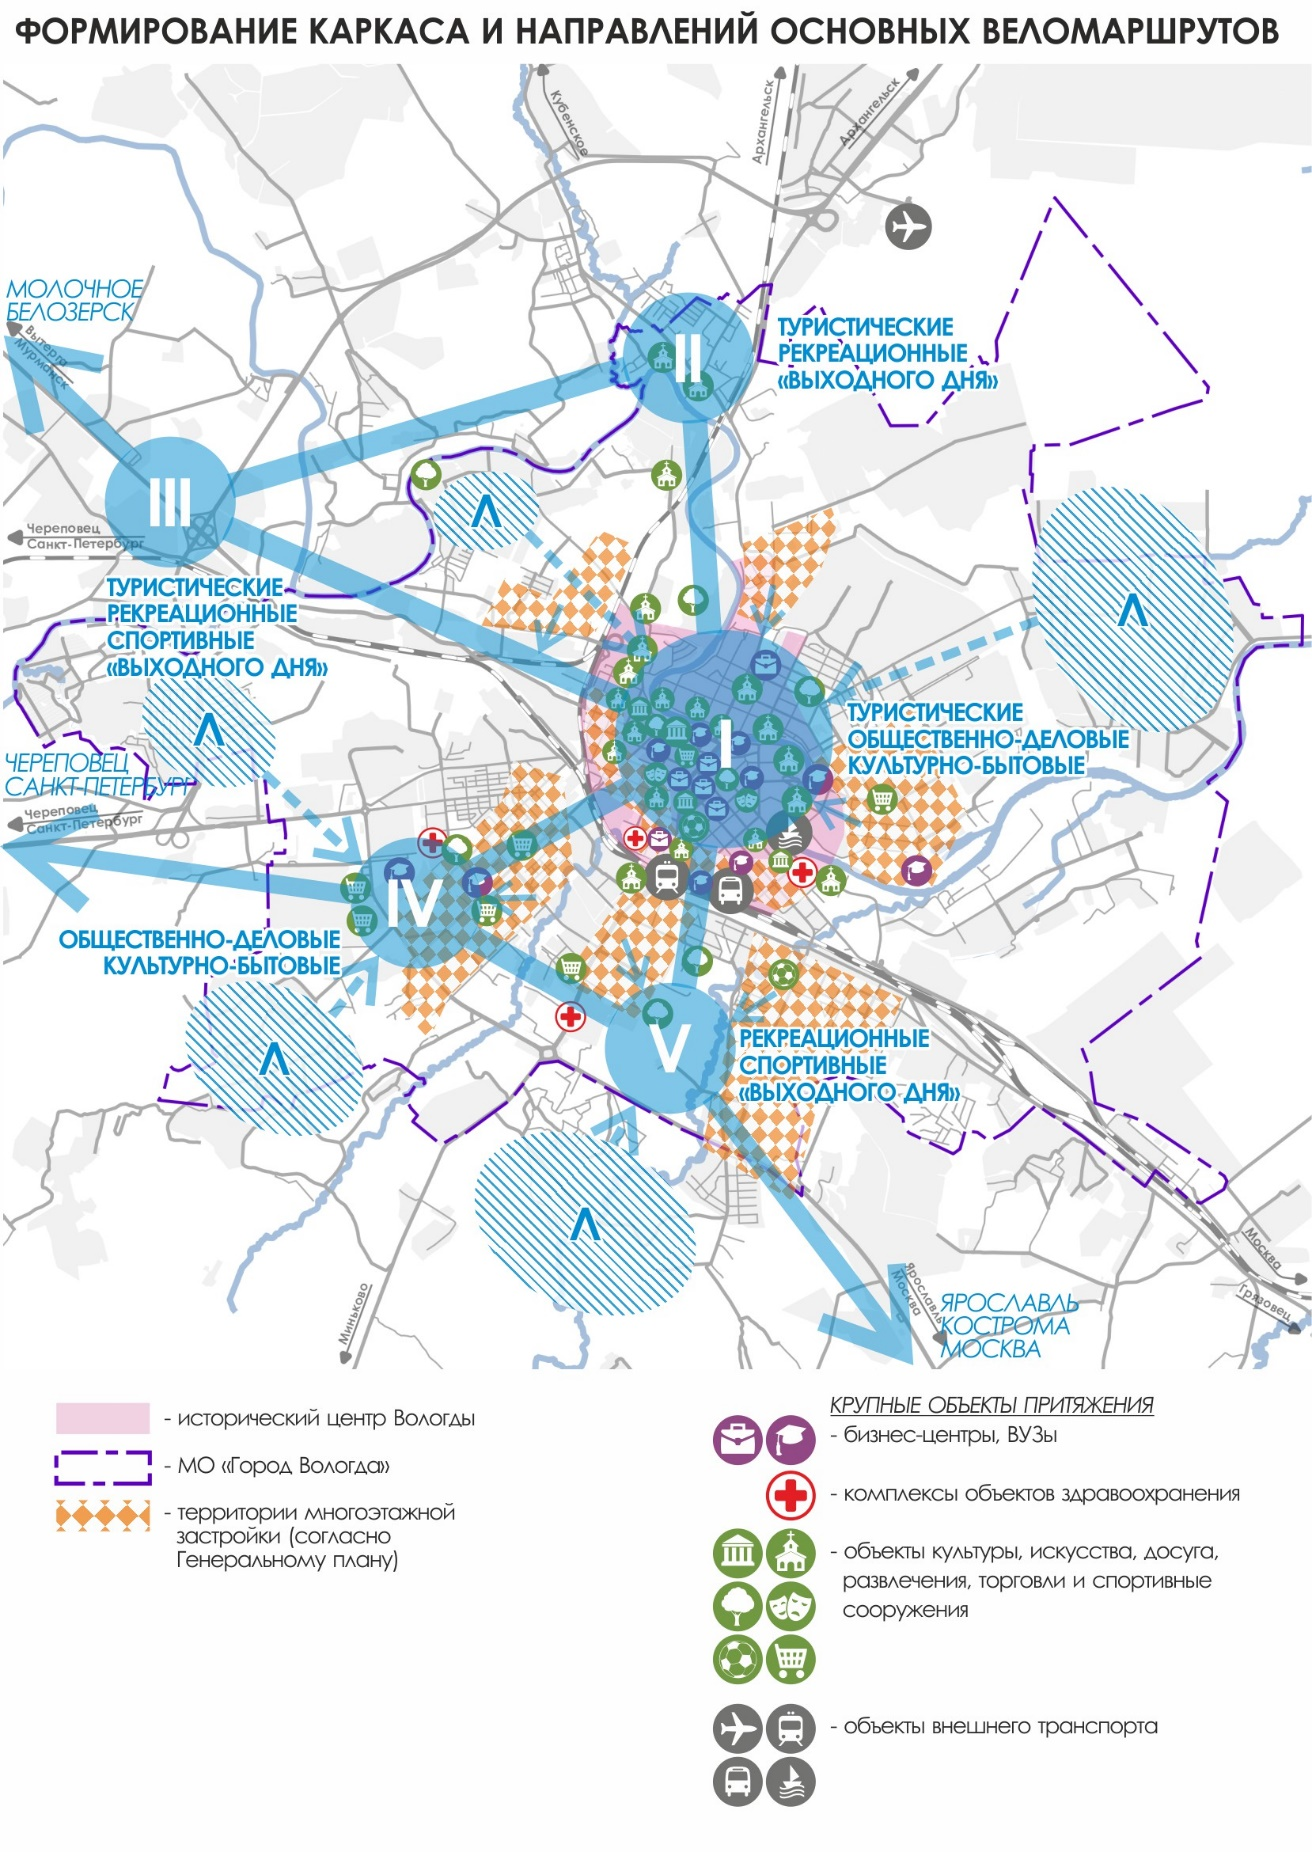 ФОРМИРОВАНИЕ КАРКАСА И НАПРАВЛЕНИЙ ОСНОВНЫХ ВЕЛОМАРШРУТОВ
Кубенское
Архангельск
Архангельск
МОЛОЧНОЕ
БЕЛОЗЕРСК
Вытегра
Мурманск
II
ТУРИСТИЧЕСКИЕ
РЕКРЕАЦИОННЫЕ
«ВЫХОДНОГО ДНЯ»
III
Λ
Череповец
Санкт-Петербург
ТУРИСТИЧЕСКИЕ
РЕКРЕАЦИОННЫЕ
СПОРТИВНЫЕ
«ВЫХОДНОГО ДНЯ»
Λ
Λ
I
ТУРИСТИЧЕСКИЕ
ОБЩЕСТВЕННО-ДЕЛОВЫЕ
КУЛЬТУРНО-БЫТОВЫЕ
ЧЕРЕПОВЕЦ
САНКТ-ПЕТЕРБУРГ
Череповец
Санкт-Петербург
IV
ОБЩЕСТВЕННО-ДЕЛОВЫЕ
КУЛЬТУРНО-БЫТОВЫЕ
Λ
V
РЕКРЕАЦИОННЫЕ
СПОРТИВНЫЕ
«ВЫХОДНОГО ДНЯ»
Λ
Миньково
Ярославль
Москва
ЯРОСЛАВЛЬ
КОСТРОМА
МОСКВА
Москва
Грязовец
- исторический центр Вологды
- МО «Город Вологда»
- территории многоэтажной
застройки (согласно
Генеральному плану)
КРУПНЫЕ ОБЪЕКТЫ ПРИТЯЖЕНИЯ
- бизнес-центры, ВУЗы
- комплексы объектов здравоохранения
- объекты культуры, искусства, досуга,
развлечения, торговли и спортивные
сооружения
- объекты внешнего транспорта